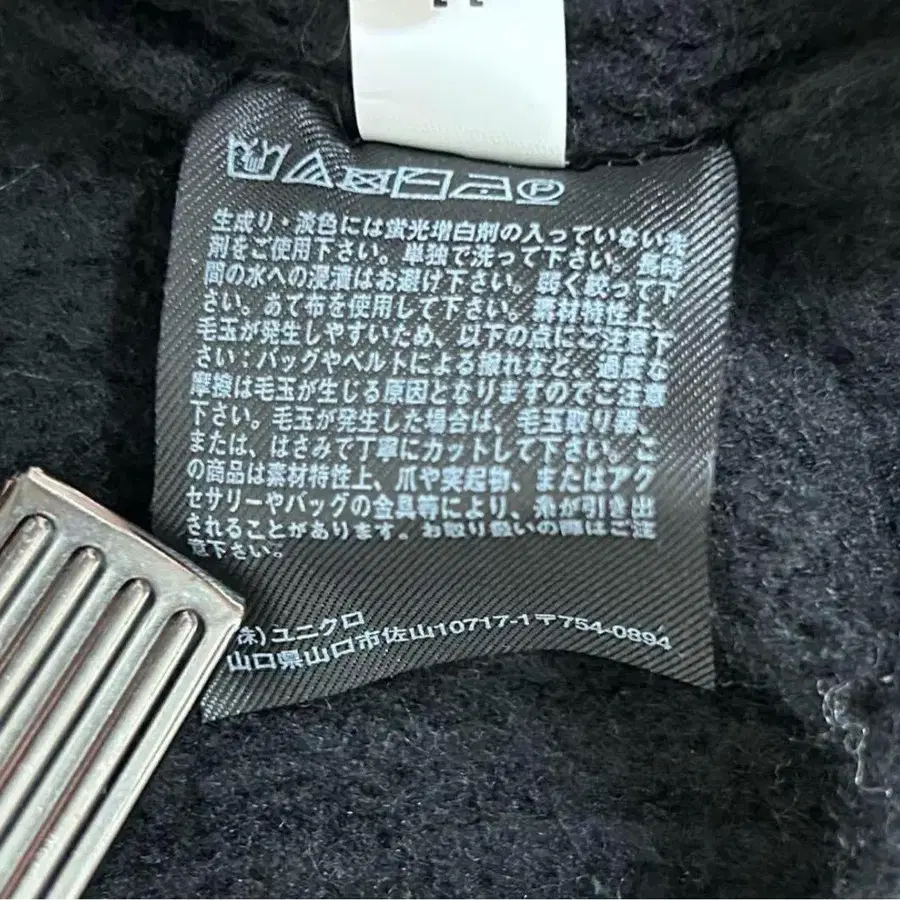 生成り・淡色には蛍光増白剤の入っていない洗
剤をご使用下さい。単独で洗って下さい。長時
間の水への浸漬はお避け下さい。弱く絞って下
さい。あて布を使用して下さい。素材特性上、
毛玉が発生しやすいため、以下の点にご注意下
さい:バッグやベルトによる擦れなど、過度な
摩擦は毛玉が生じる原因となりますのでご注意
下さい。毛玉が発生した場合は、毛玉取り器、
または、はさみで丁寧にカットして下さい。こ
の商品は素材特性上、爪や突起物、またはアク
セサリーやバッグの金具等により、糸が引き出
されることがあります。お取り扱いの際はご注
意下さい。
(株)ユニクロ
山口県山口市佐山10717-1〒754-0894